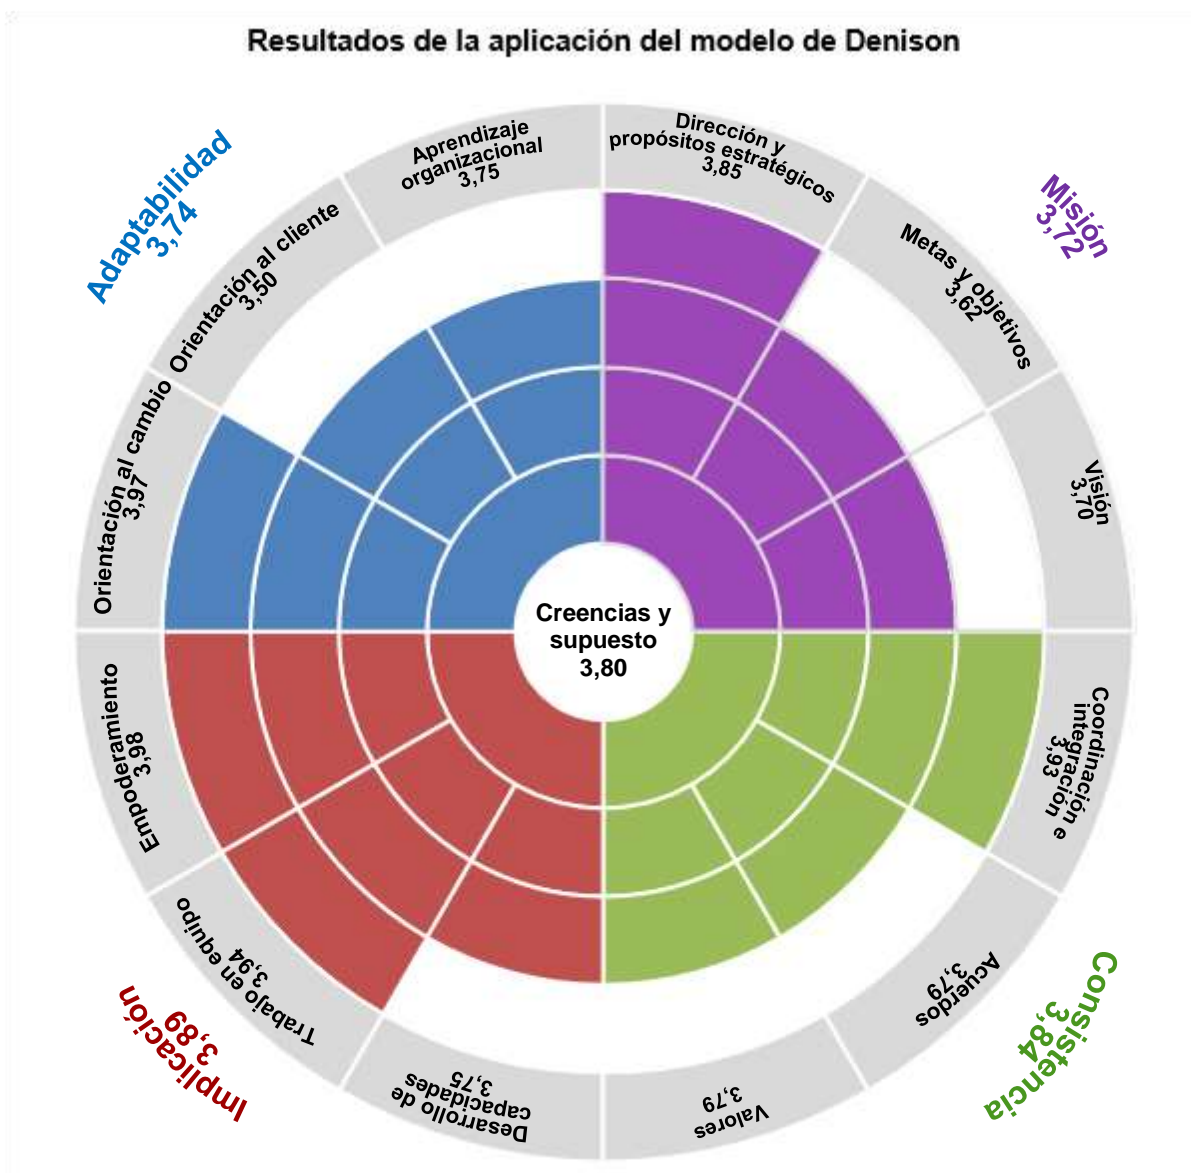 Resultados de la aplicación del modelo de Denison
Adaptabilidad
3,74
Aprendizaje
organizacional
3,75
Dirección y
propósitos estratégicos
3,85
Misión
3,72
Orientación al cliente
3,50
Metas y objetivos
3,62
Orientación al cambio
3,97
Visión
3,70
Creencias y
supuesto
3,80
Empoderamiento
3,98
Coordinación e
integración
3,93
Trabajo en equipo
3,94
Acuerdos
3,79
Implicación
3,89
Desarrollo de
capacidades
3,75
Valores
3,79
Consistencia
3,84